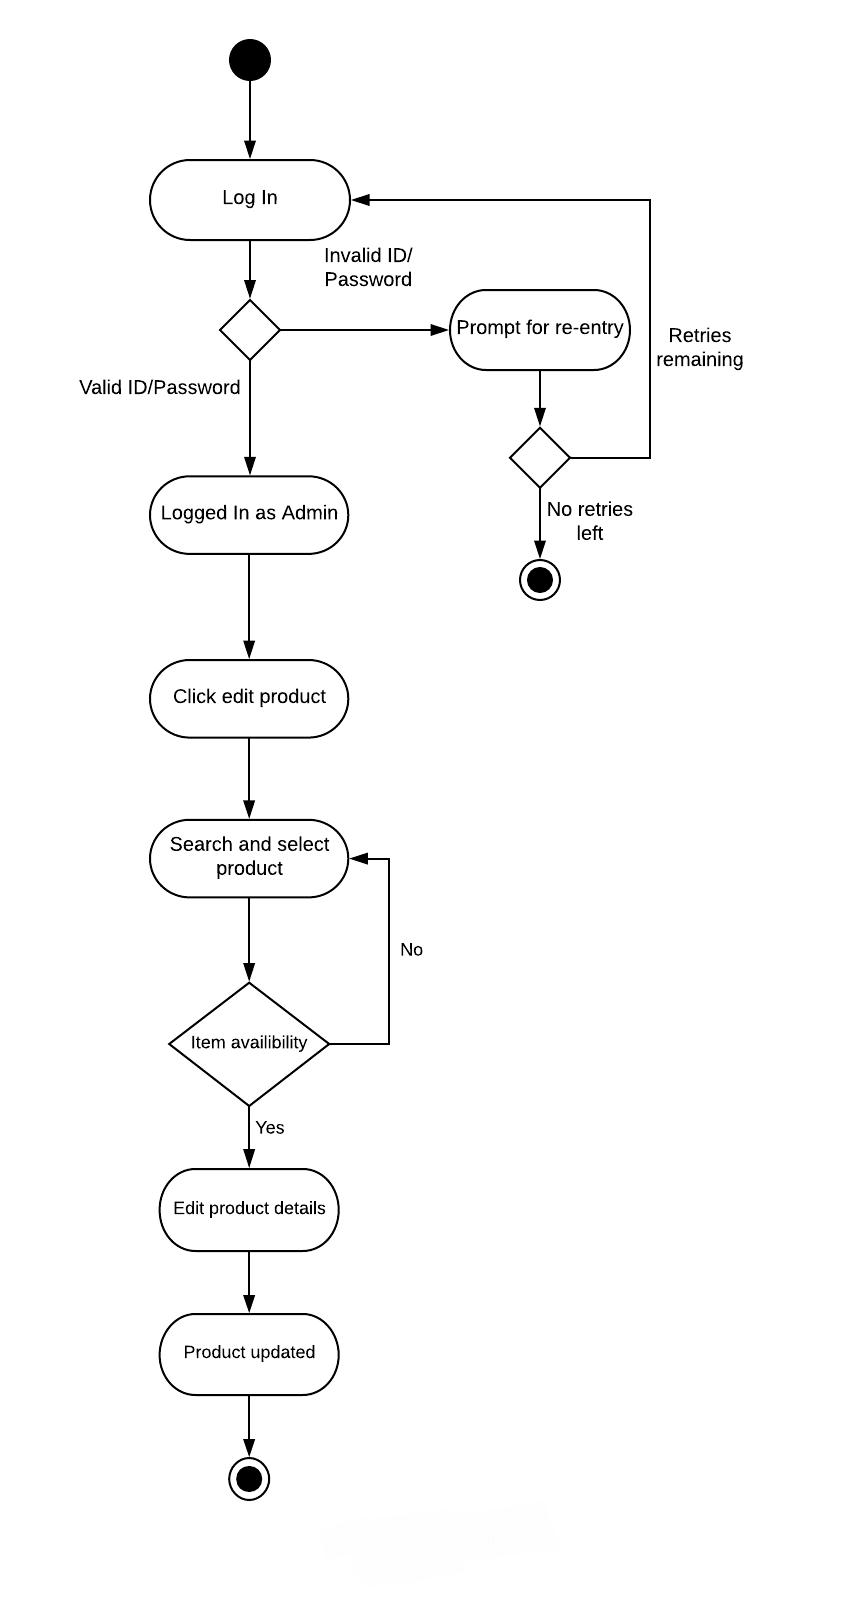 Log In
Invalid ID/
Password
Prompt for re-entry
Retries
remaining
Valid ID/Password
Logged In as Admin
No retries
left
Click edit product
Search and select
product
No
Item availibility
Yes
Edit product details
Product updated